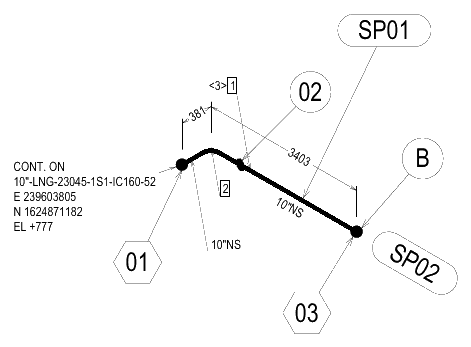 SP01
<3> 1
02
381
3403
B
CONT. ON
10"-LNG-23045-1S1-IC160-52
E 239603805
N 1624871182
EL +777
2
10"NS
01
10"NS
SP02
03